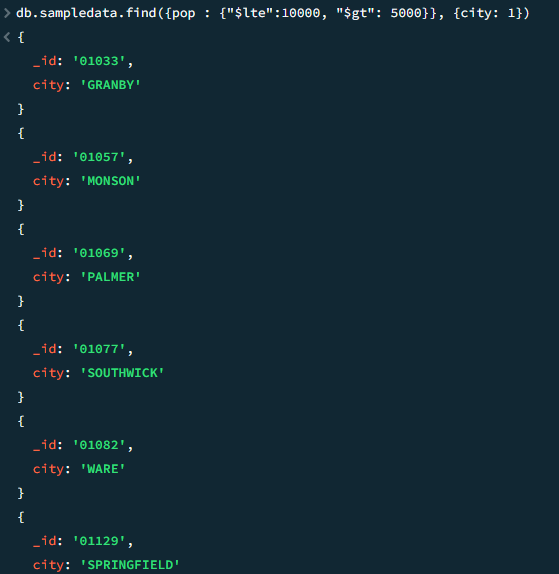 > db.sampledata.find({pop : {"$lte":10000, "$gt": 5000}}, {city: 1})
< {
_id: '01033',
city: 'GRANBY'
}
{
_id: '01057',
city: 'MONSON'
}
{
_id: '01069',
city: 'PALMER'
}
{
_id: '01077',
city: 'SOUTHWICK'
}
{
_id: '01082',
city: 'WARE'
}
{
_id: '01129',
city: 'SPRINGFIELD'